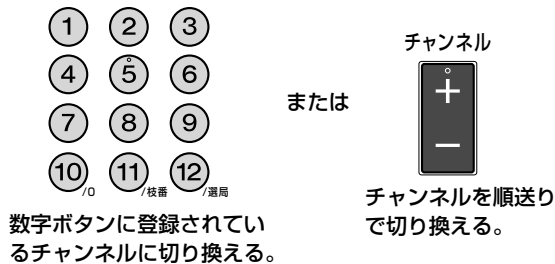 1 2 3
4 5 6
7 8 9
10/0 11/枝番 12/選局
数字ボタンに登録されてい
るチャンネルに切り換える。
または
チャンネル
+
−
チャンネルを順送り
で切り換える。